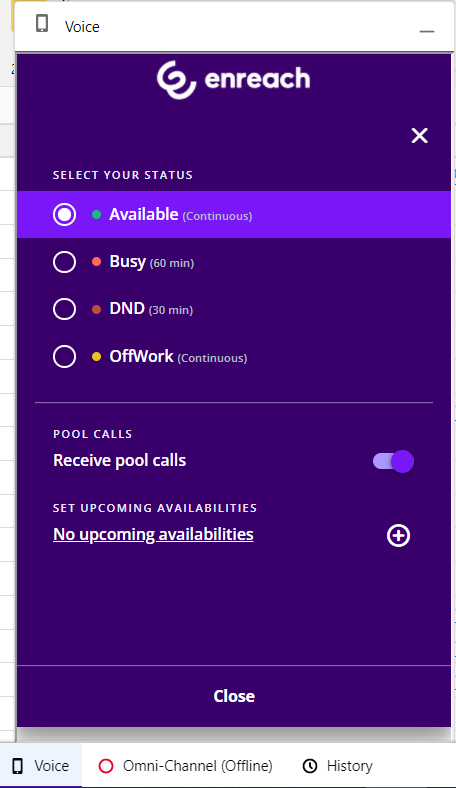 Voice
enreach
SELECT YOUR STATUS
Available (Continuous)
Busy (60 min)
DND (30 min)
OffWork (Continuous)
POOL CALLS
Receive pool calls
SET UPCOMING AVAILABILITIES
No upcoming availabilities
Close
Voice Omni-Channel (Offline) History